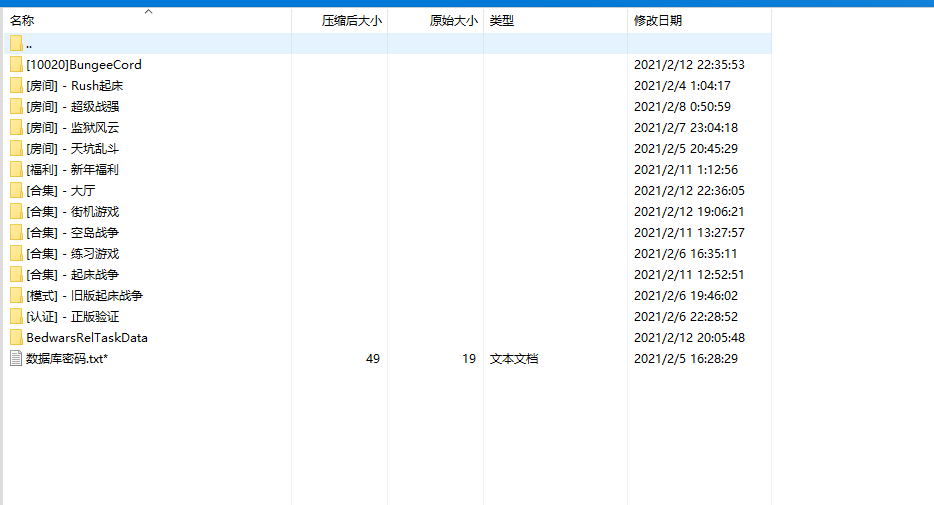 名称 压缩后大小 原始大小 类型 修改日期
..
[10020]BungeeCord 2021/2/12 22:35:53
[房间] - Rush起床 2021/2/4 1:04:17
[房间] - 超级战强 2021/2/8 0:50:59
[房间] - 监狱风云 2021/2/7 23:04:18
[房间] - 天坑乱斗 2021/2/5 20:45:29
[福利] - 新年福利 2021/2/11 1:12:56
[合集] - 大厅 2021/2/12 22:36:05
[合集] - 街机游戏 2021/2/12 19:06:21
[合集] - 空岛战争 2021/2/11 13:27:57
[合集] - 练习游戏 2021/2/6 16:35:11
[合集] - 起床战争 2021/2/11 12:52:51
[模式] - 旧版起床战争 2021/2/6 19:46:02
[认证] - 正版验证 2021/2/6 22:28:52
BedwarsRelTaskData 2021/2/12 20:05:48
数据库密码.txt* 49 19 文本文档 2021/2/5 16:28:29